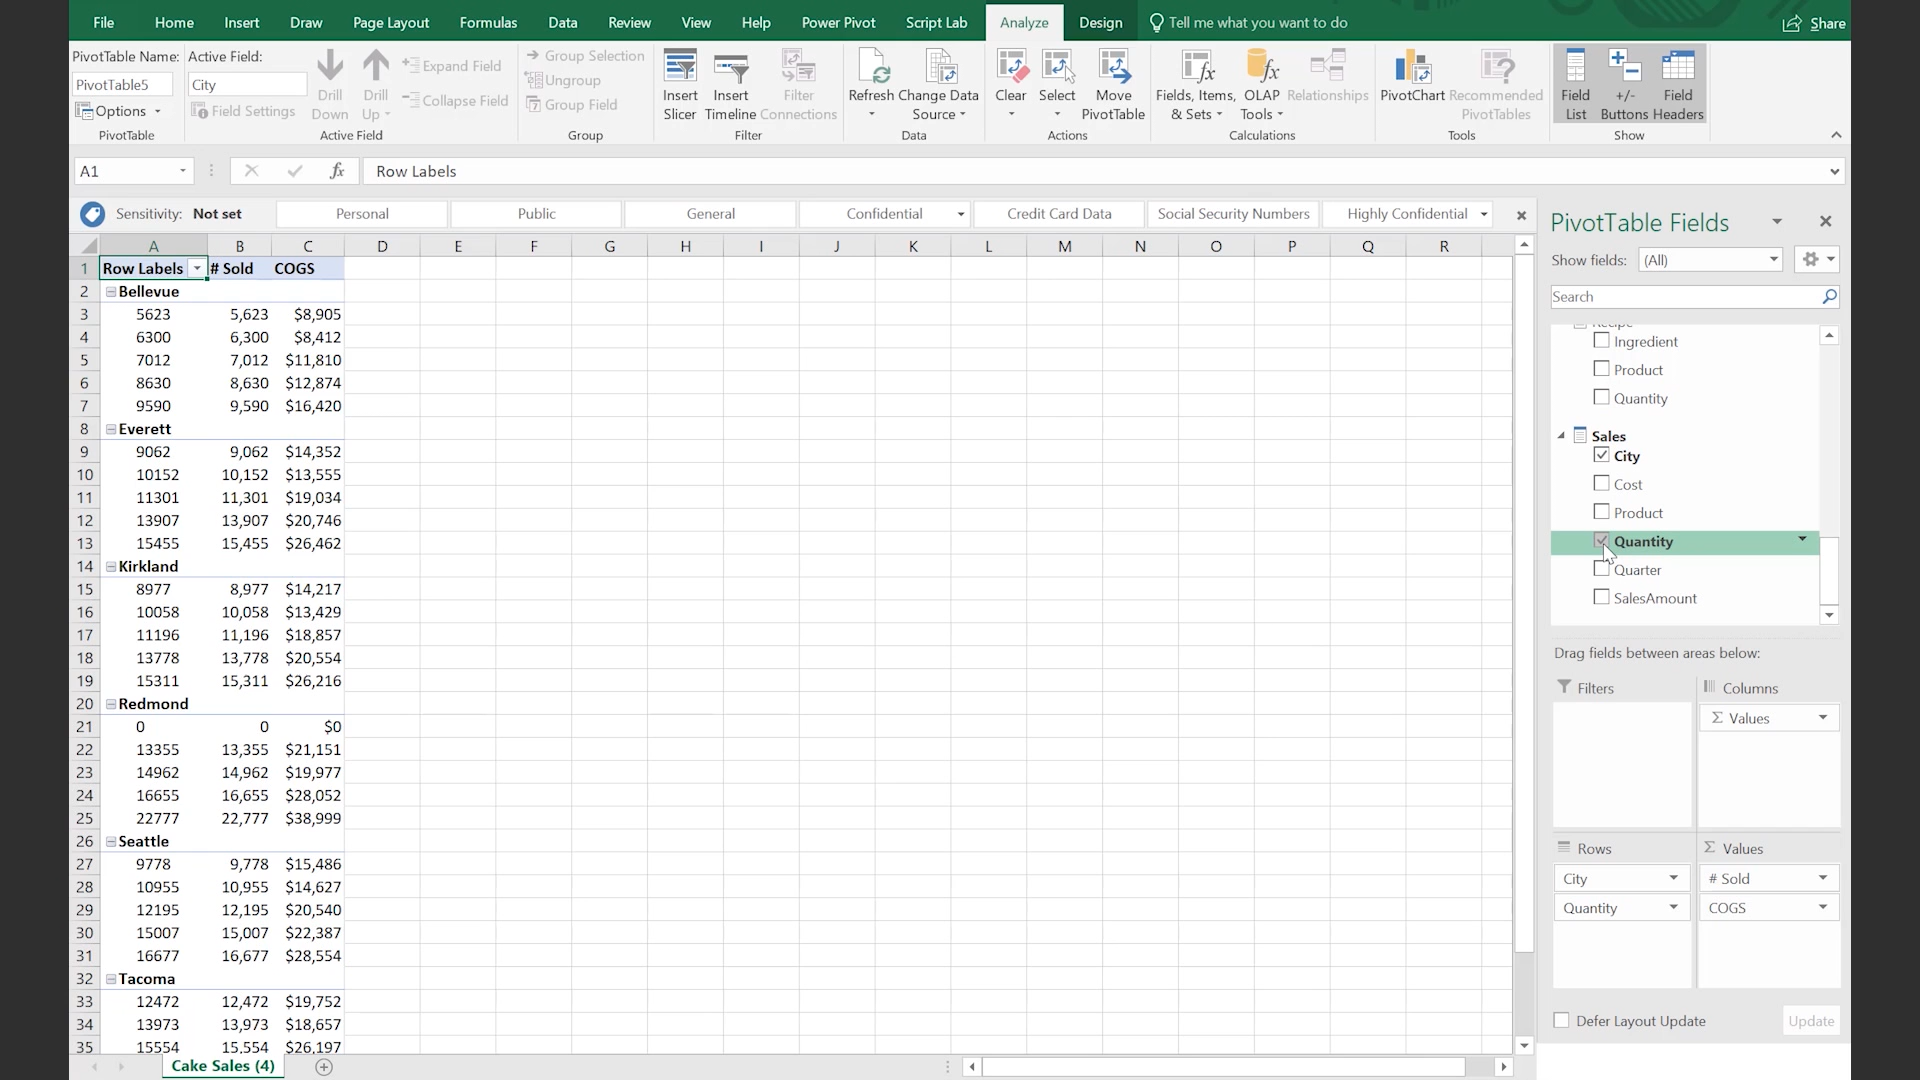 File Home Insert Draw Page Layout Formulas Data Review View Help Power Pivot Script Lab Analyze Design Tell me what you want to do Share
PivotTable Name: Active Field:
PivotTable5 City
Options Field Settings
Drill Down Drill Up
Expand Field
Collapse Field
PivotTable Active Field
Group Selection
Ungroup
Group Field
Group
Insert Slicer Insert Timeline Filter Connections
Filter
Refresh Change Data Source
Data
Clear Select Move PivotTable
Actions
Fields, Items, & Sets OLAP Tools Relationships
Calculations
PivotChart Recommended PivotTables
Tools
Field List +/- Buttons Field Headers
Show
A1 fx Row Labels
Sensitivity: Not set Personal Public General Confidential Credit Card Data Social Security Numbers Highly Confidential
A B C D E F G H I J K L M N O P Q R
1 Row Labels # Sold COGS
2 Bellevue
3 5623 5,623 $8,905
4 6300 6,300 $8,412
5 7012 7,012 $11,810
6 8630 8,630 $12,874
7 9590 9,590 $16,420
8 Everett
9 9062 9,062 $14,352
10 10152 10,152 $13,555
11 11301 11,301 $19,034
12 13907 13,907 $20,746
13 15455 15,455 $26,462
14 Kirkland
15 8977 8,977 $14,217
16 10058 10,058 $13,429
17 11196 11,196 $18,857
18 13778 13,778 $20,554
19 15311 15,311 $26,216
20 Redmond
21 0 0 $0
22 13355 13,355 $21,151
23 14962 14,962 $19,977
24 16655 16,655 $28,052
25 22777 22,777 $38,999
26 Seattle
27 9778 9,778 $15,486
28 10955 10,955 $14,627
29 12195 12,195 $20,540
30 15007 15,007 $22,387
31 16677 16,677 $28,554
32 Tacoma
33 12472 12,472 $19,752
34 13973 13,973 $18,657
35 15554 15,554 $26,197
Cake Sales (4)
PivotTable Fields
Show fields: (All)
Search
Recipe
Ingredient
Product
Quantity
Sales
City
Cost
Product
Quantity
Quarter
SalesAmount
Drag fields between areas below:
Filters Columns
Σ Values
Rows Σ Values
City # Sold
Quantity COGS
Defer Layout Update Update